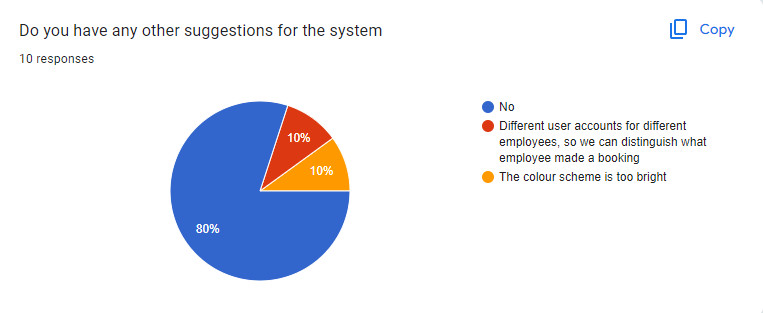 Do you have any other suggestions for the system
Copy
10 responses
No
Different user accounts for different
employees, so we can distinguish what
employee made a booking
The colour scheme is too bright
10%
10%
80%